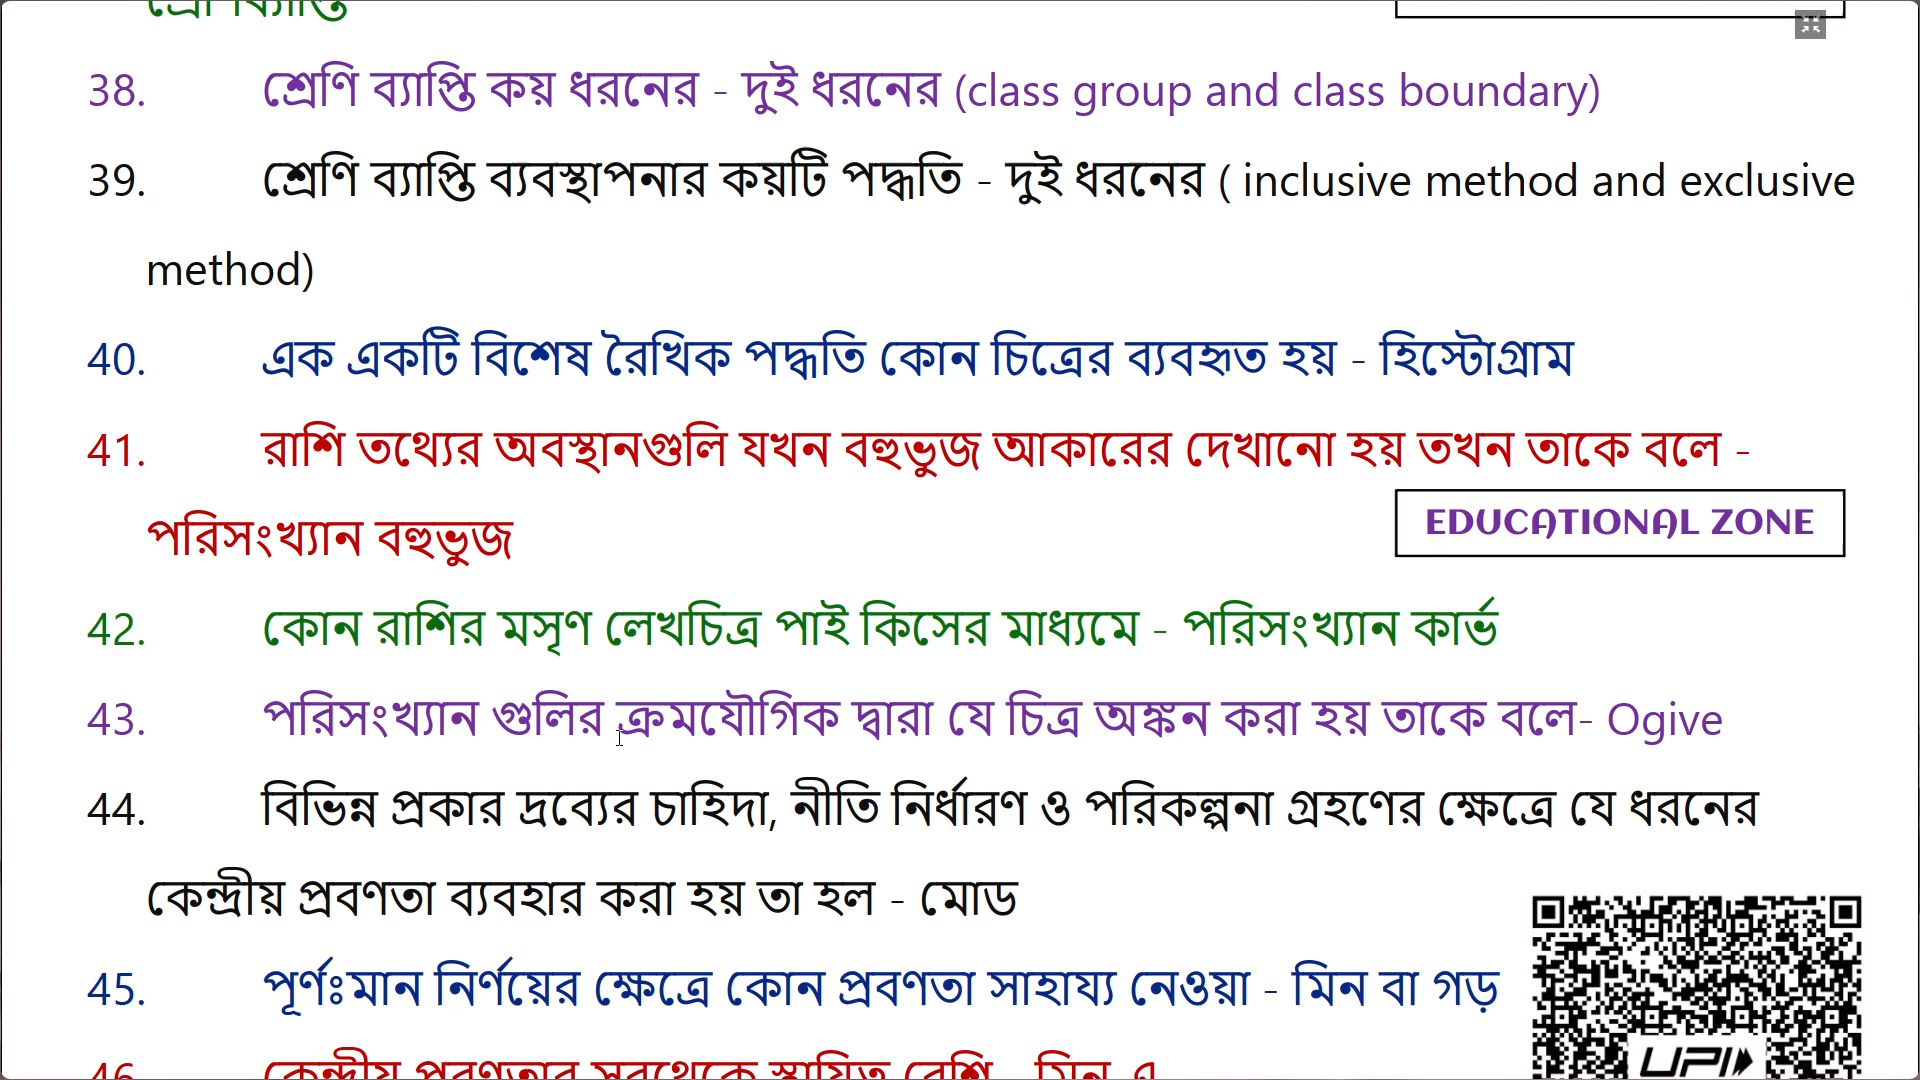 38. শ্রেণি ব্যাপ্তি কয় ধরনের - দুই ধরনের (class group and class boundary)
39. শ্রেণি ব্যাপ্তি ব্যবস্থাপনার কয়টি পদ্ধতি - দুই ধরনের ( inclusive method and exclusive
method)
40. এক একটি বিশেষ রৈখিক পদ্ধতি কোন চিত্রের ব্যবহৃত হয় - হিস্টোগ্রাম
41. রাশি তথ্যের অবস্থানগুলি যখন বহুভুজ আকারের দেখানো হয় তখন তাকে বলে -
পরিসংখ্যান বহুভুজ
EDUCATIONAL ZONE
42. কোন রাশির মসৃণ লেখচিত্র পাই কিসের মাধ্যমে - পরিসংখ্যান কার্ভ
43. পরিসংখ্যান গুলির ক্রমযৌগিক দ্বারা যে চিত্র অঙ্কন করা হয় তাকে বলে- Ogive
44. বিভিন্ন প্রকার দ্রব্যের চাহিদা, নীতি নির্ধারণ ও পরিকল্পনা গ্রহণের ক্ষেত্রে যে ধরনের
কেন্দ্রীয় প্রবণতা ব্যবহার করা হয় তা হল - মোড
45. পূর্ণঃমান নির্ণয়ের ক্ষেত্রে কোন প্রবণতা সাহায্য নেওয়া - মিন বা গড়
46. কেন্দ্রীয় প্রবণতার সবথেকে স্থায়িত্ব বেশি - মিন এ
UPI